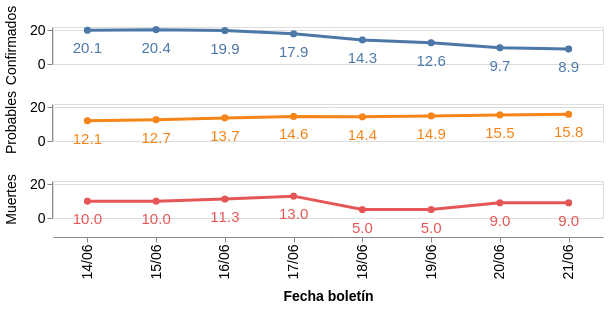 Confirmados
20
0
20.1 20.4 19.9 17.9 14.3 12.6 9.7 8.9
Probables
20
0
12.1 12.7 13.7 14.6 14.4 14.9 15.5 15.8
Muertes
20
0
10.0 10.0 11.3 13.0 5.0 5.0 9.0 9.0
14/06 15/06 16/06 17/06 18/06 19/06 20/06 21/06
Fecha boletín